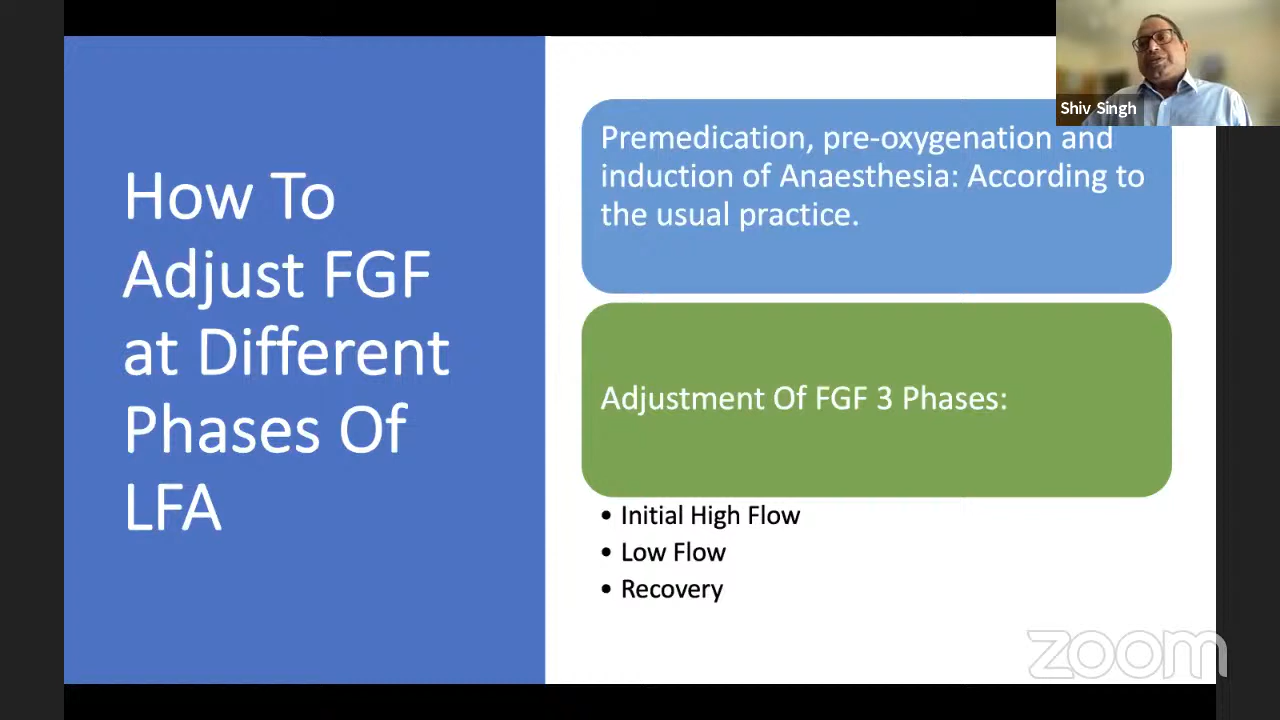 How To
Adjust FGF
at Different
Phases Of
LFA
Premedication, pre-oxygenation and
induction of Anaesthesia: According to
the usual practice.
Adjustment Of FGF 3 Phases:
• Initial High Flow
• Low Flow
• Recovery
Shiv Singh
zoom